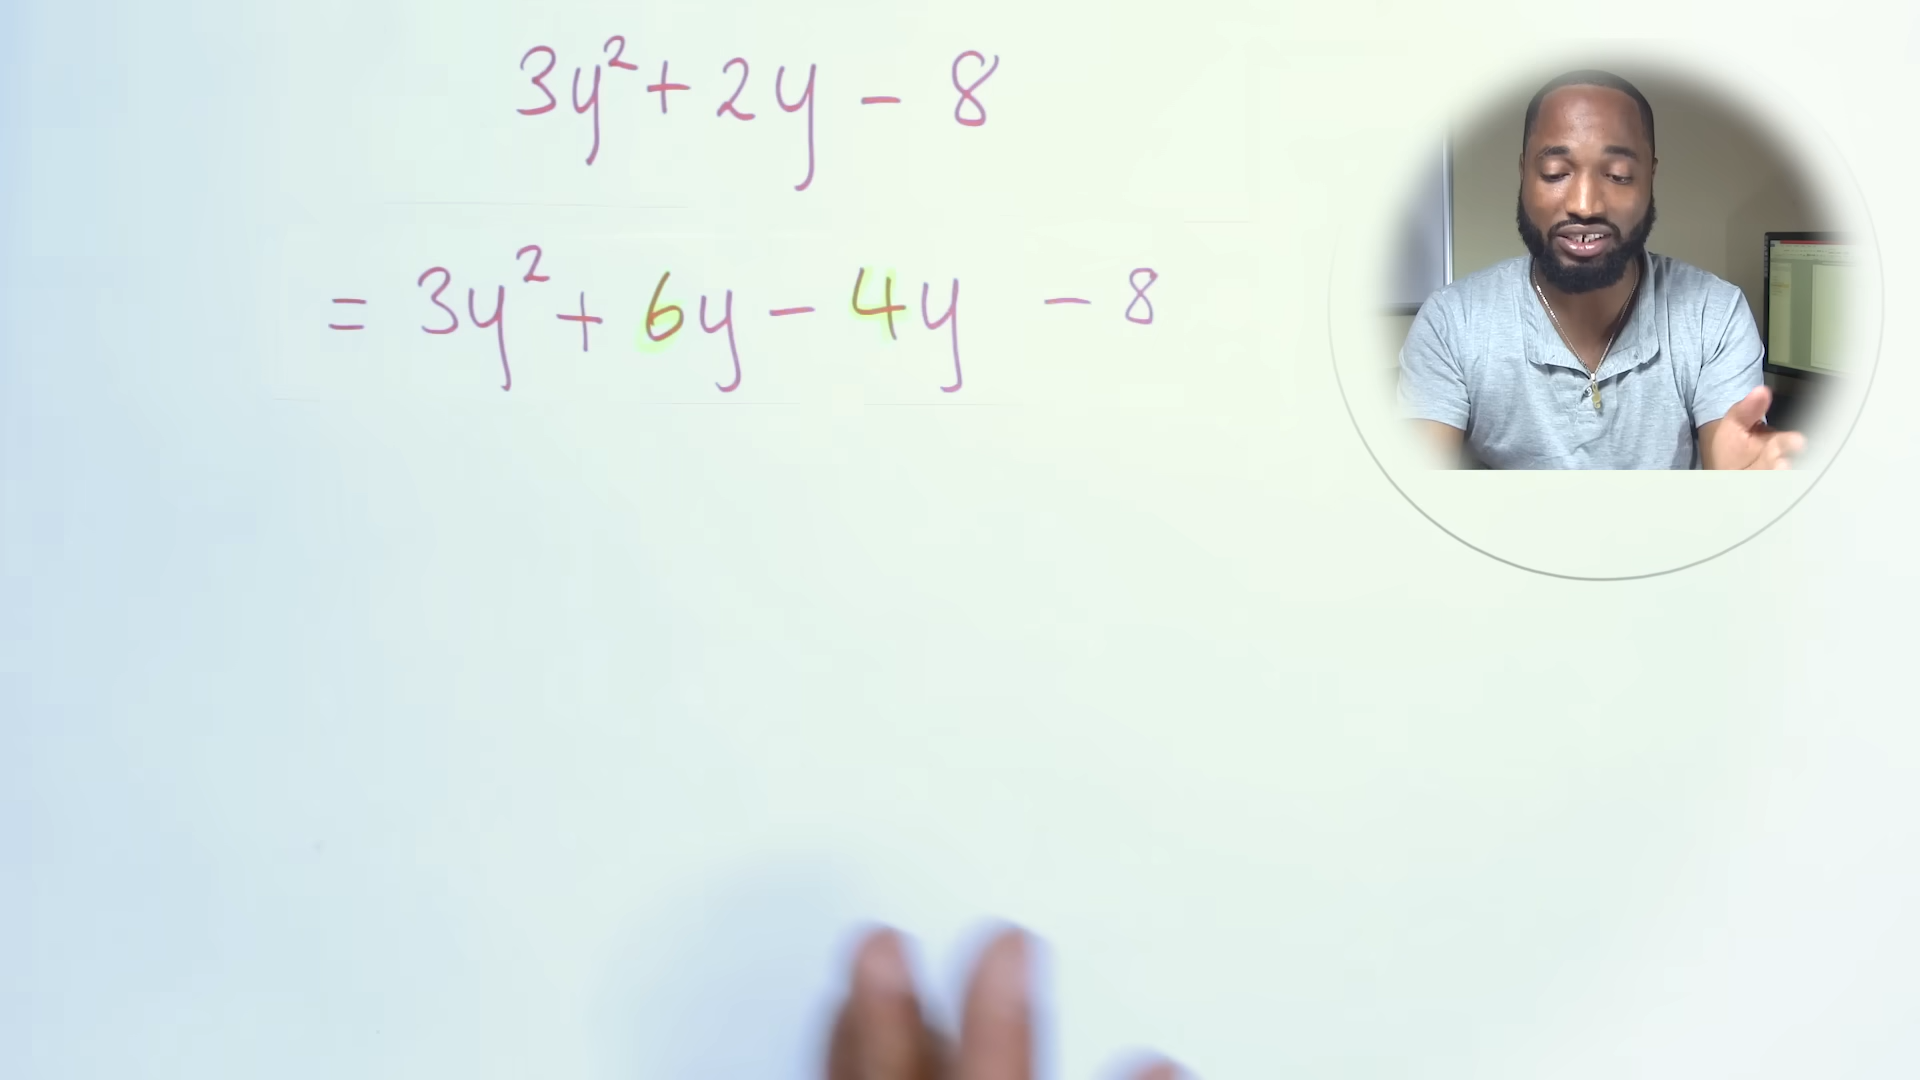 3y² + 2y - 8
= 3y² + 6y - 4y - 8